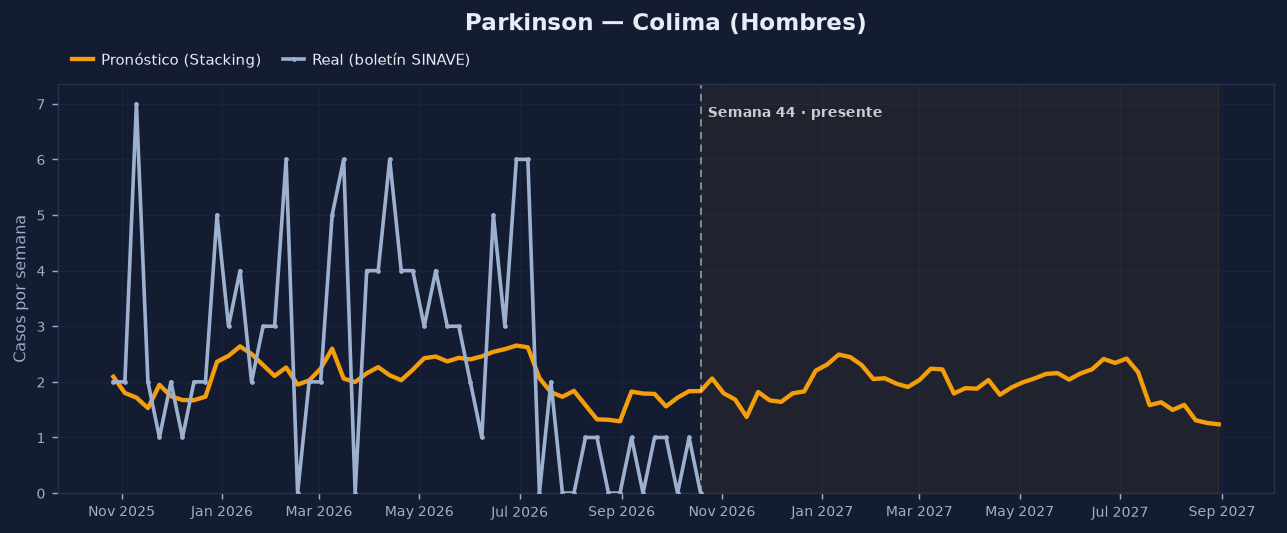 Parkinson — Colima (Hombres)
Pronóstico (Stacking)
Real (boletín SINAVE)
Semana 44 · presente
Casos por semana
7
6
5
4
3
2
1
0
Nov 2025
Jan 2026
Mar 2026
May 2026
Jul 2026
Sep 2026
Nov 2026
Jan 2027
Mar 2027
May 2027
Jul 2027
Sep 2027